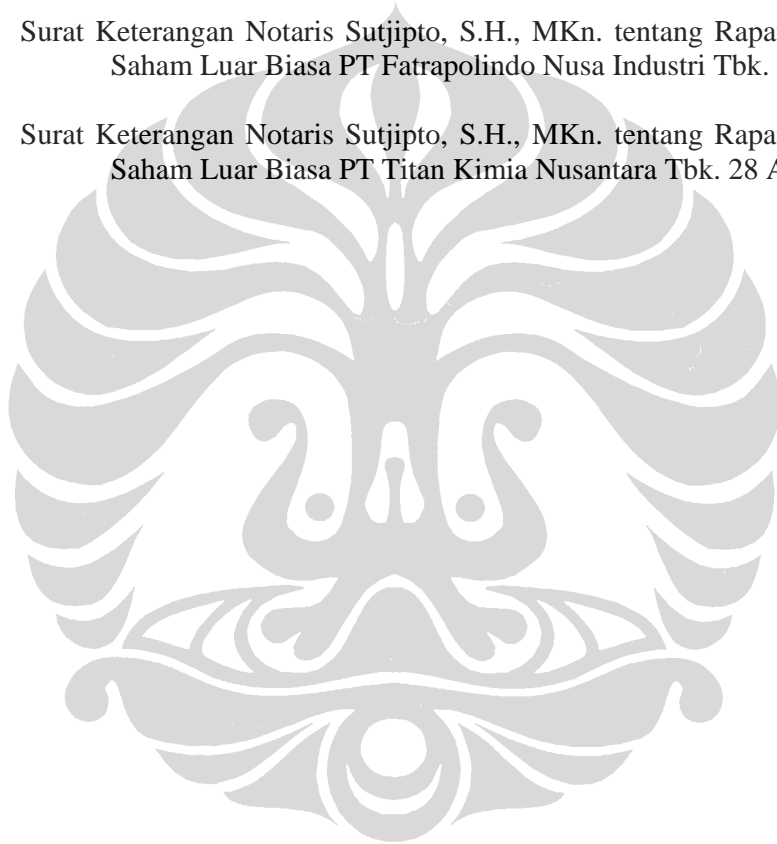 Surat Keterangan Notaris Sutjipto, S.H., MKn. tentang Rapa
Saham Luar Biasa PT Fatrapolindo Nusa Industri Tbk.
Surat Keterangan Notaris Sutjipto, S.H., MKn. tentang Rapa
Saham Luar Biasa PT Titan Kimia Nusantara Tbk. 28 A